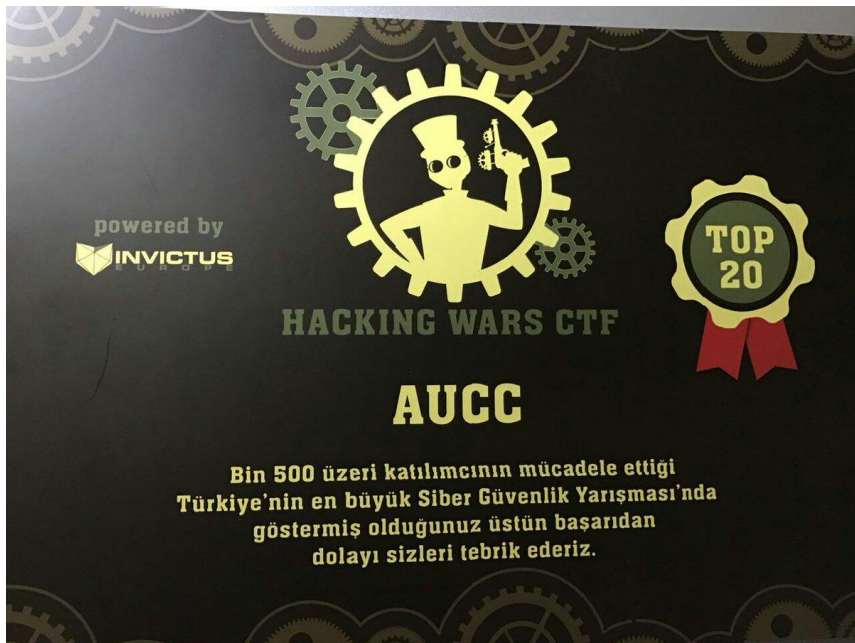 powered by
INVICTUS
EUROPE
TOP
20
HACKING WARS CTF
AUCC
Bin 500 üzeri katılımcının mücadele ettiği
Türkiye'nin en büyük Siber Güvenlik Yarışması'nda
göstermiş olduğunuz üstün başarıdan
dolayı sizleri tebrik ederiz.